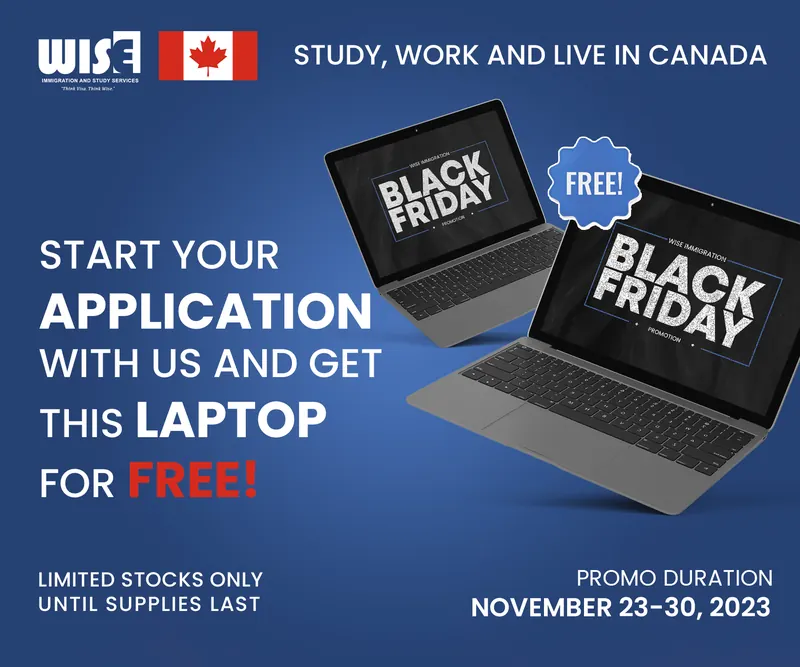 WISE
IMMIGRATION AND STUDY SERVICES
"Think Visa. Think Wise."
STUDY, WORK AND LIVE IN CANADA
WISE IMMIGRATION
BLACK
FRIDAY
PROMOTION
FREE!
WISE IMMIGRATION
BLACK
FRIDAY
PROMOTION
START YOUR
APPLICATION
WITH US AND GET
THIS LAPTOP
FOR FREE!
LIMITED STOCKS ONLY
UNTIL SUPPLIES LAST
PROMO DURATION
NOVEMBER 23-30, 2023